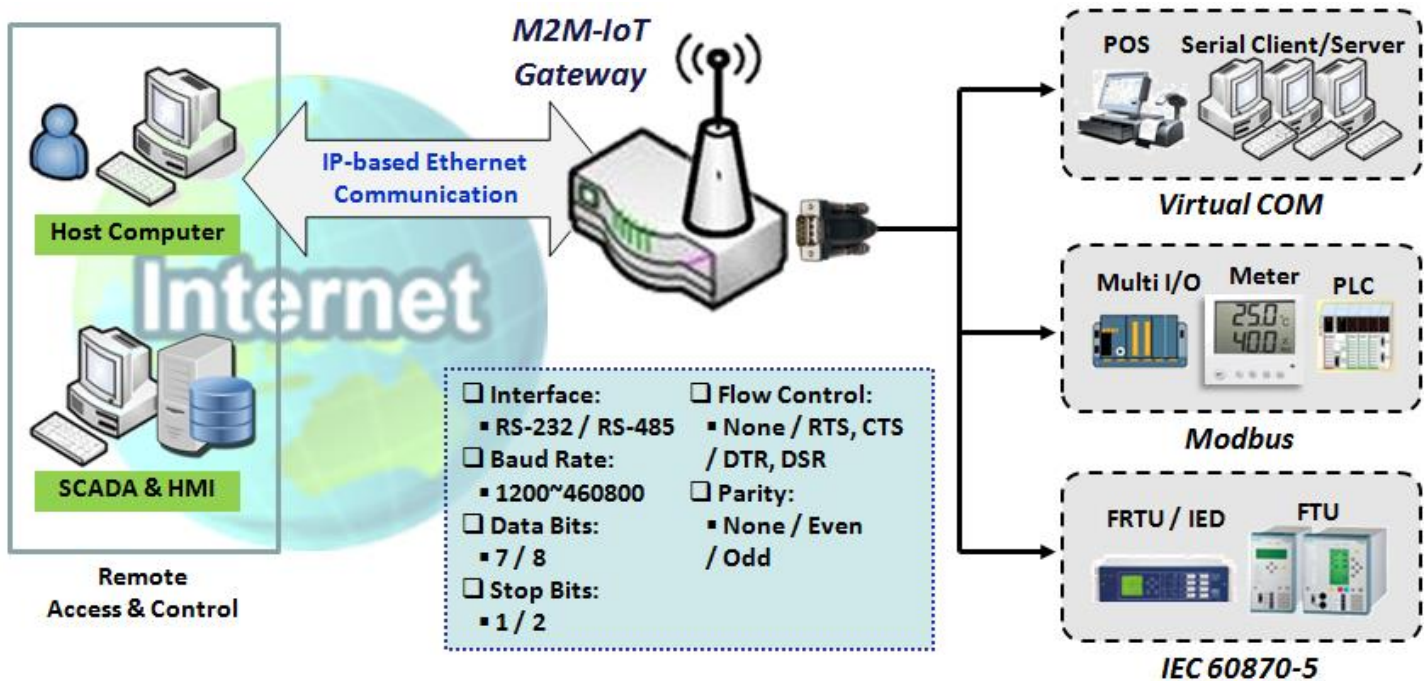 M2M-IoT
Gateway
IP-based Ethernet
Communication
Host Computer
Internet
SCADA & HMI
Remote
Access & Control
❑ Interface:
▪ RS-232 / RS-485
❑ Baud Rate:
▪ 1200~460800
❑ Data Bits:
▪ 7 / 8
❑ Stop Bits:
▪ 1 / 2
❑ Flow Control:
▪ None / RTS, CTS
/ DTR, DSR
❑ Parity:
▪ None / Even
/ Odd
POS
Serial Client/Server
Virtual COM
Multi I/O
Meter
PLC
25.0 °C
40.0
Modbus
FRTU / IED
FTU
IEC 60870-5